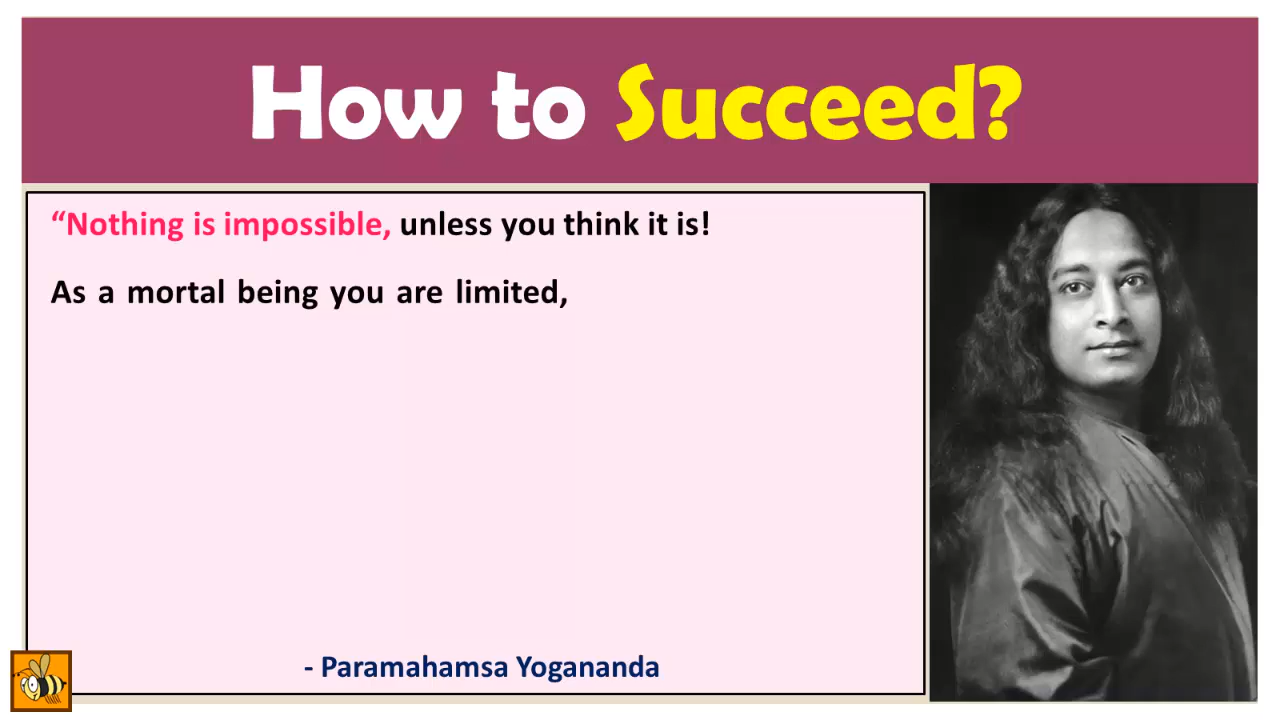 How to Succeed?
“Nothing is impossible, unless you think it is!
As a mortal being you are limited,
- Paramahamsa Yogananda